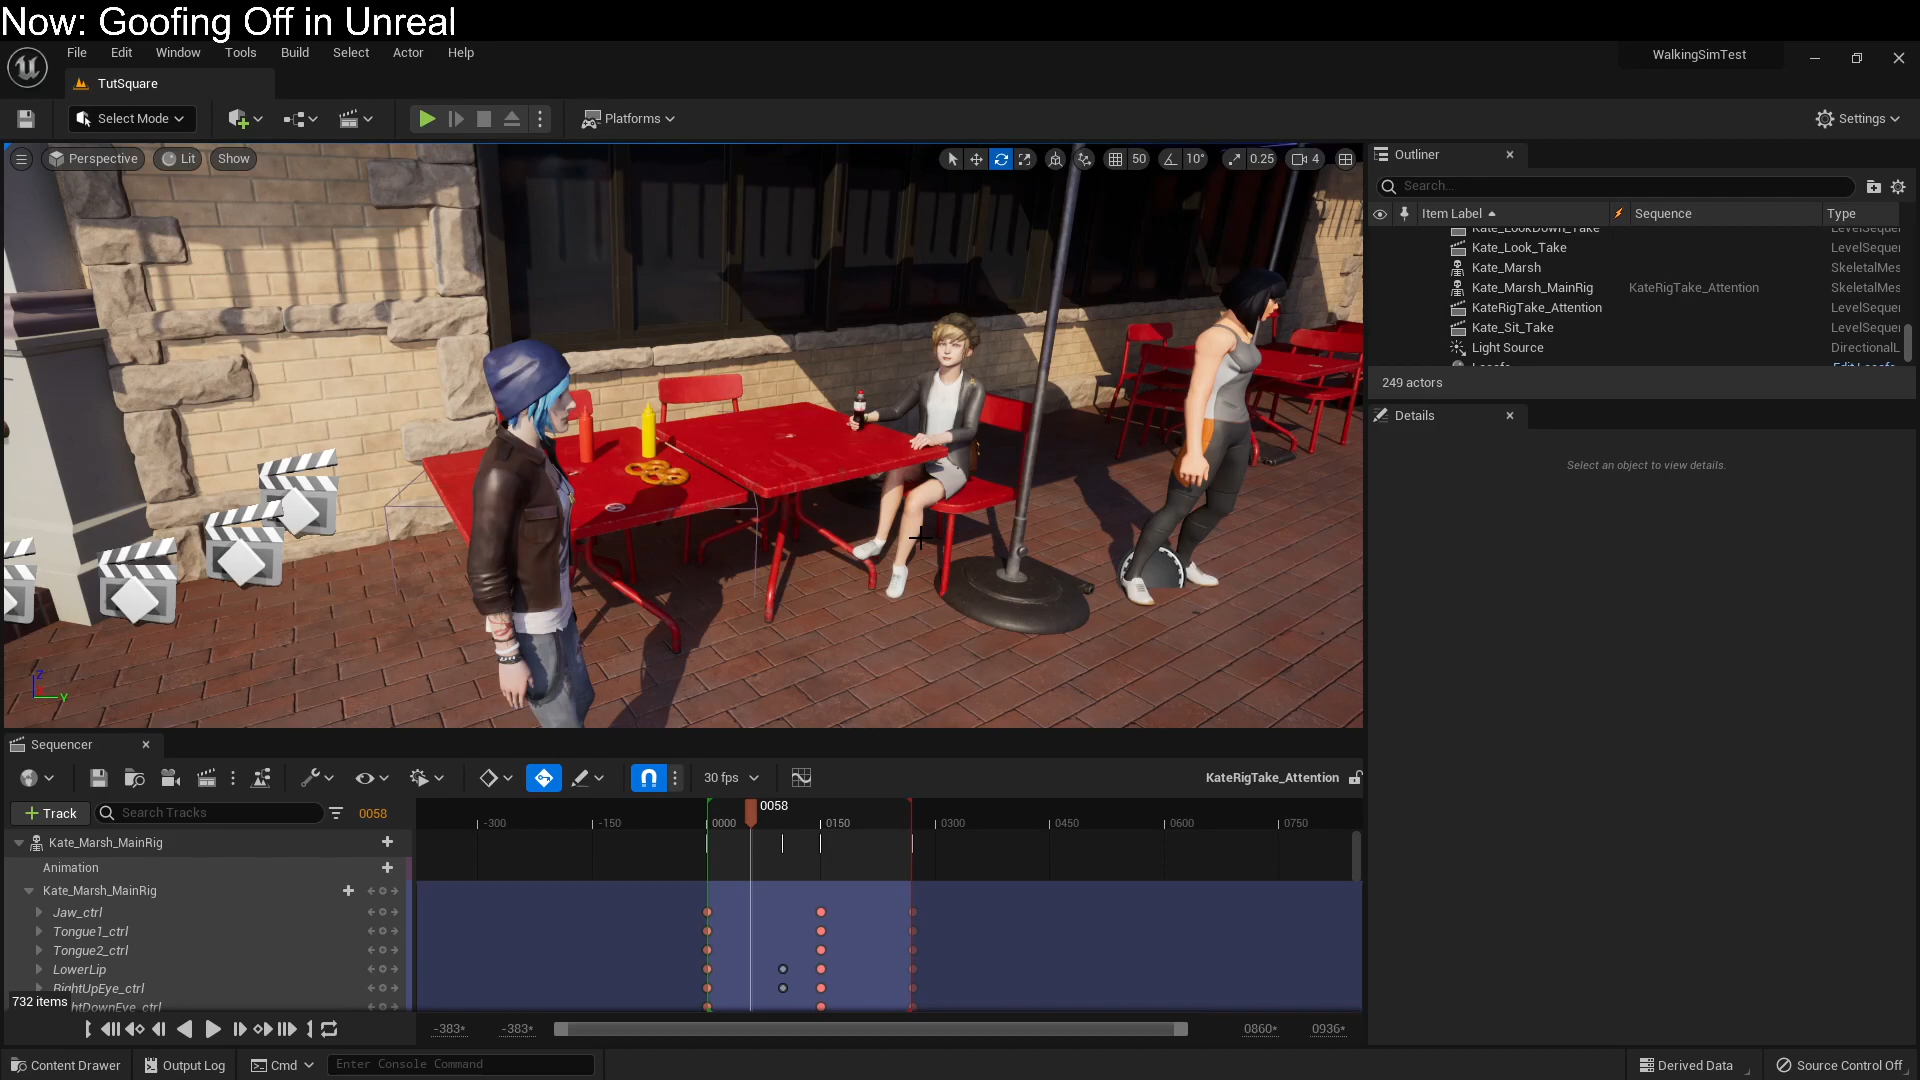 Now: Goofing Off in Unreal
File Edit Window Tools Build Select Actor Help
WalkingSimTest
TutSquare
Select Mode
Platforms
Settings
Perspective Lit Show
50 10° 0.25 4
Outliner
Search...
Item Label Sequence Type
Kate_LookDown_Take LevelSequer
Kate_Look_Take LevelSequer
Kate_Marsh SkeletalMes
Kate_Marsh_MainRig KateRigTake_Attention SkeletalMes
KateRigTake_Attention LevelSequer
Kate_Sit_Take LevelSequer
Light Source DirectionalL
249 actors
Details
Select an object to view details.
Z
Y
Sequencer
30 fps
KateRigTake_Attention
Track
Search Tracks
0058
0058
-300 -150 0000 0150 0300 0450 0600 0750
Kate_Marsh_MainRig
Animation
Kate_Marsh_MainRig
Jaw_ctrl
Tongue1_ctrl
Tongue2_ctrl
LowerLip
RightUpEye_ctrl
732 items
htDownEye_ctrl
-383* -383* 0860* 0936*
Content Drawer Output Log Cmd Enter Console Command Derived Data Source Control Off